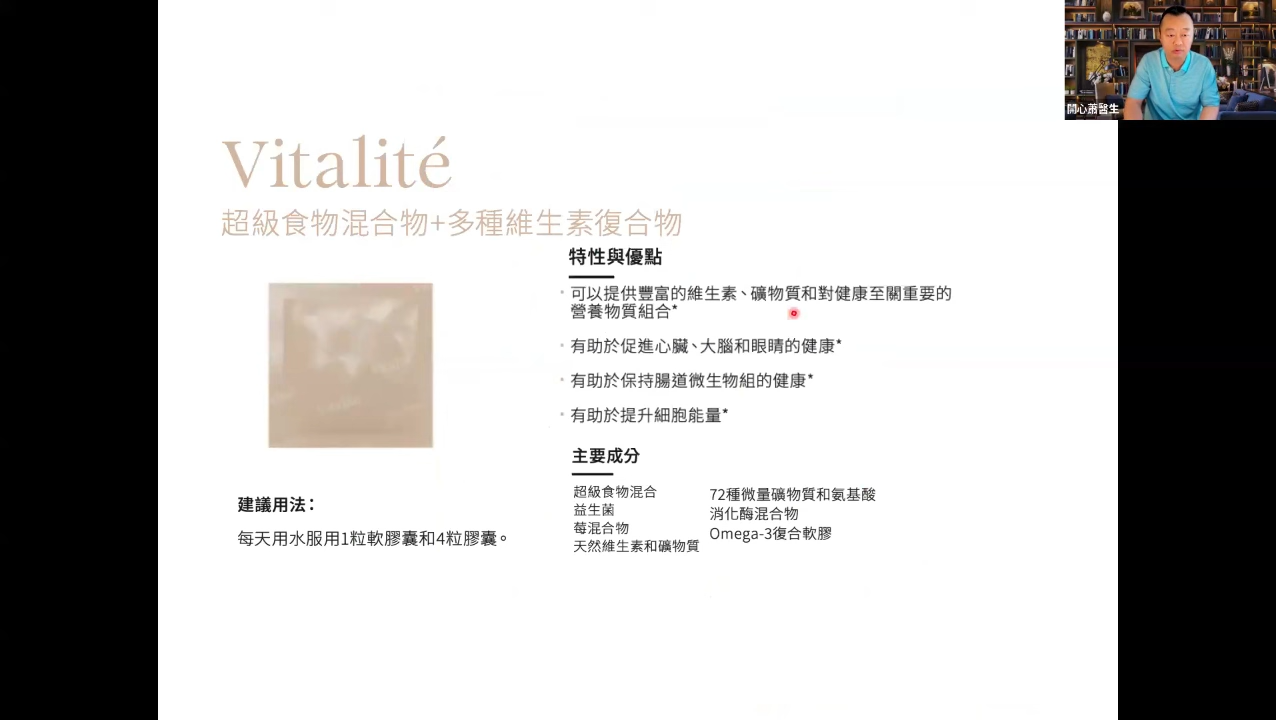 開心蕭醫生
Vitalité
超級食物混合物+多種維生素復合物
特性與優點
可以提供豐富的維生素、礦物質和對健康至關重要的
營養物質組合*
有助於促進心臟、大腦和眼睛的健康*
有助於保持腸道微生物組的健康*
有助於提升細胞能量*
主要成分
超級食物混合
益生菌
莓混合物
天然維生素和礦物質
72種微量礦物質和氨基酸
消化酶混合物
Omega-3復合軟膠
建議用法：
每天用水服用1粒軟膠囊和4粒膠囊。